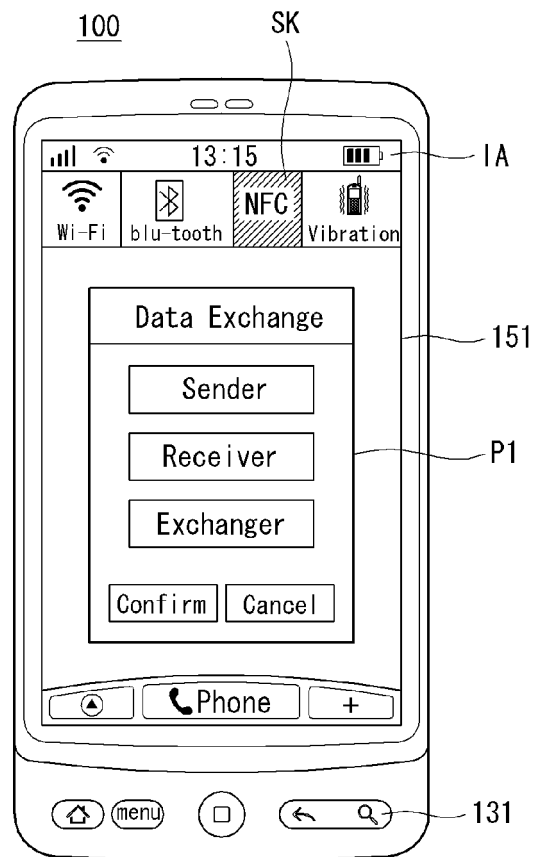 100 SK
13:15 IA
NFC
Wi-Fi blu-tooth Vibration
Data Exchange
151
Sender
Receiver P1
Exchanger
Confirm Cancel
Phone +
menu 131